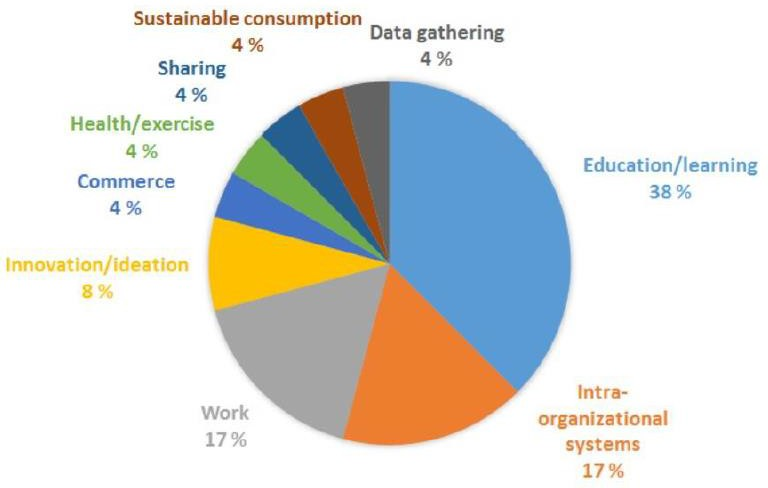 Sustainable consumption
4 %
Data gathering
4 %
Sharing
4 %
Health/exercise
4 %
Commerce
4 %
Education/learning
38 %
Innovation/ideation
8 %
Work
17 %
Intra-
organizational
systems
17 %